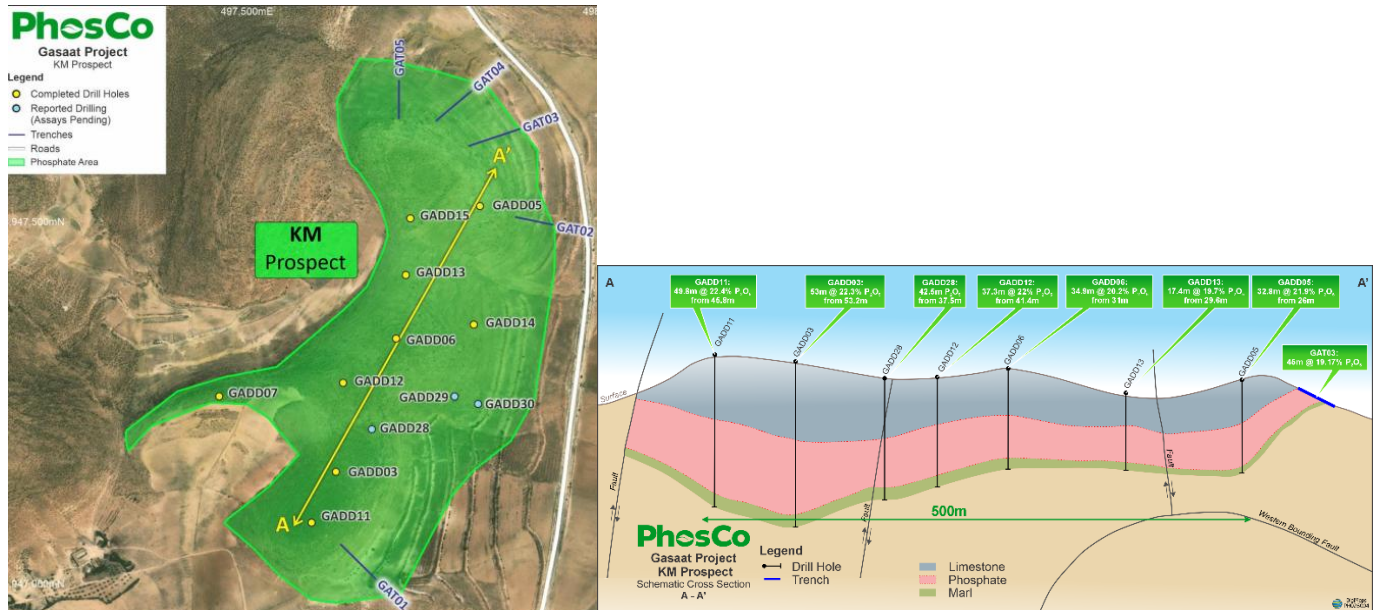 PhosCo
Gasaat Project
KM Prospect
Legend
Completed Drill Holes
Reported Drilling
(Assays Pending)
Trenches
Roads
Phosphate Area
497,500mE
947,500mN
GAT05
GAT04
GAT03
A'
GADD05
GADD15
GAT02
KM
Prospect
GADD13
GADD14
GADD06
GADD12
GADD07
GADD29
GADD30
GADD28
GADD03
A
GADD11
GAT01
A
A'
GADD11:
49.8m @ 22.4% P₂O₅
from 45.8m
GADD03:
53m @ 22.3% P₂O₅
from 53.2m
GADD28:
42.5m P₂O₅
from 37.5m
GADD12:
37.3m @ 22% P₂O₅
from 41.4m
GADD06:
34.9m @ 20.2% P₂O₅
from 31m
GADD13:
17.4m @ 19.7% P₂O₅
from 29.6m
GADD05:
32.8m @ 21.9% P₂O₅
from 26m
GAT03:
45m @ 19.17% P₂O₅
GADD11
GADD03
GADD28
GADD12
GADD06
GADD13
GADD05
Surface
Fault
Fault
Fault
500m
Western Bounding Fault
PhosCo
Gasaat Project
KM Prospect
Schematic Cross Section
A - A'
Legend
Drill Hole
Trench
Limestone
Phosphate
Marl